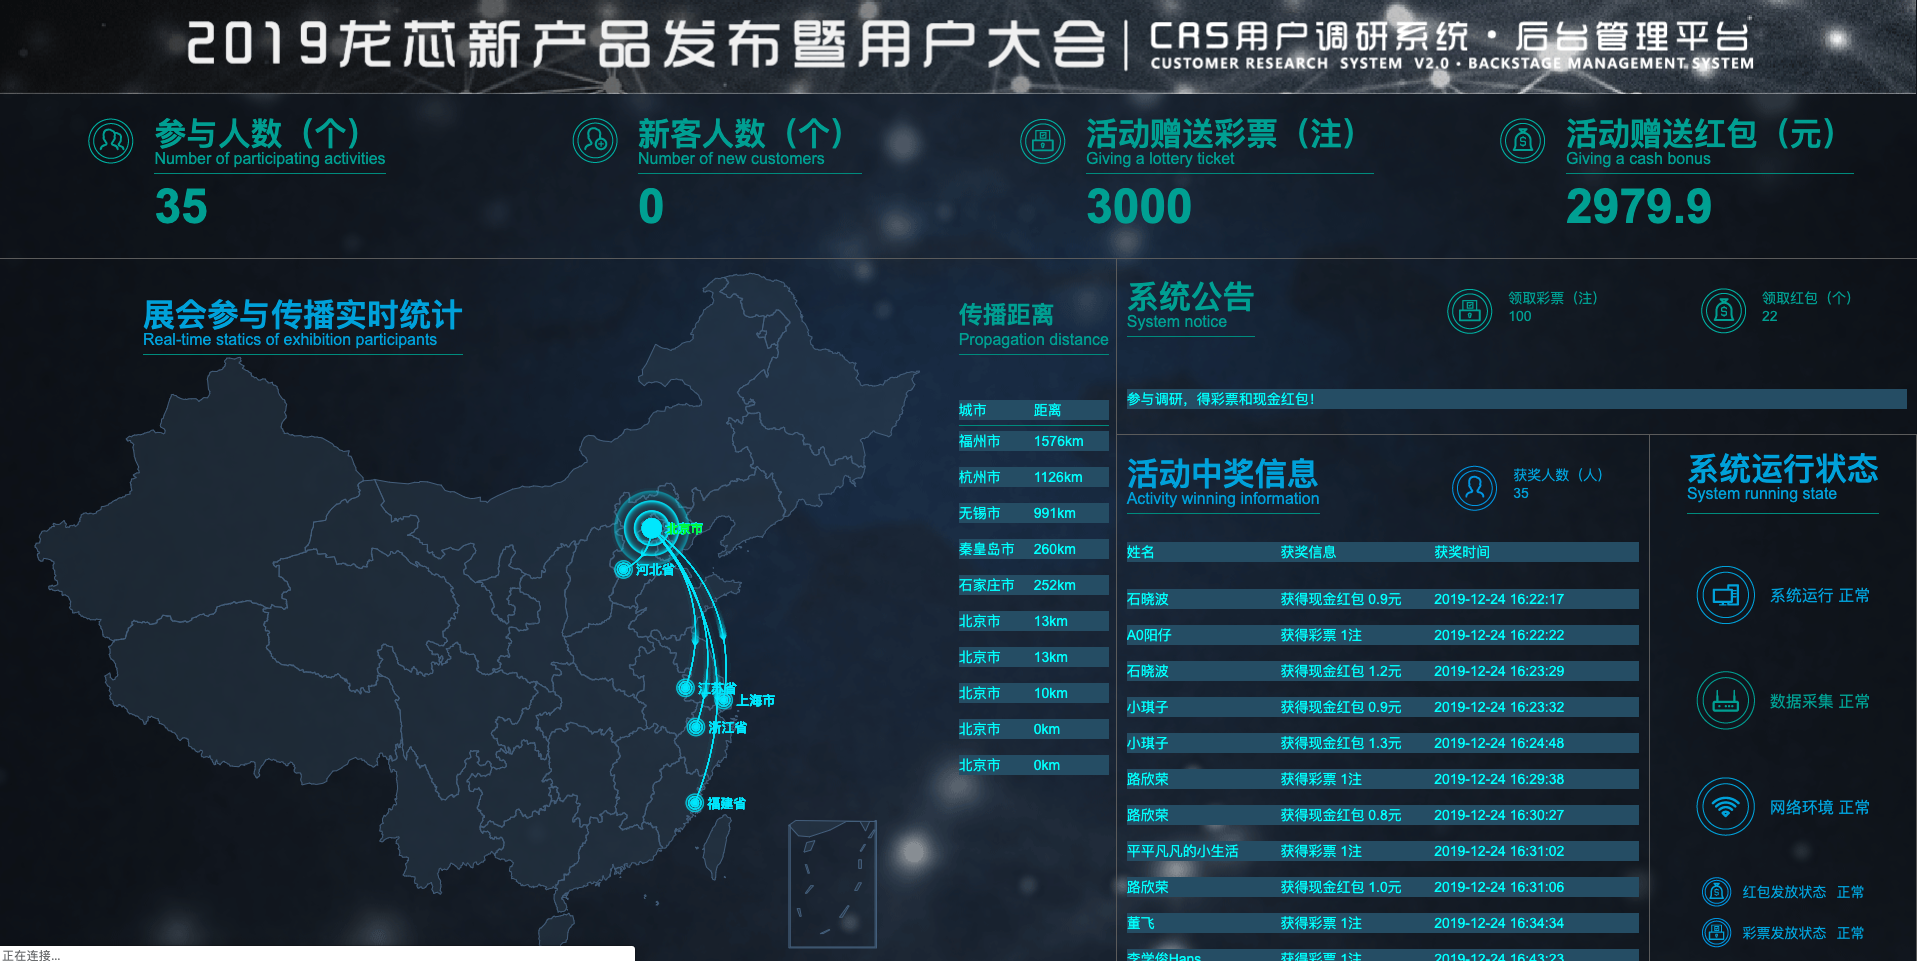 2019龙芯新产品发布暨用户大会
CRS用户调研系统·后台管理平台
CUSTOMER RESEARCH SYSTEM V2.0 · BACKSTAGE MANAGEMENT SYSTEM
参与人数（个）
Number of participating activities
35
新客人数（个）
Number of new customers
0
活动赠送彩票（注）
Giving a lottery ticket
3000
活动赠送红包（元）
Giving a cash bonus
2979.9
展会参与传播实时统计
Real-time statics of exhibition participants
北京市
河北省
江苏省
上海市
浙江省
福建省
传播距离
Propagation distance
城市 距离
福州市 1576km
杭州市 1126km
无锡市 991km
秦皇岛市 260km
石家庄市 252km
北京市 13km
北京市 13km
北京市 10km
北京市 0km
北京市 0km
系统公告
System notice
领取彩票（注）
100
领取红包（个）
22
参与调研，得彩票和现金红包！
活动中奖信息
Activity winning information
获奖人数（人）
35
姓名 获奖信息 获奖时间
石晓波 获得现金红包 0.9元 2019-12-24 16:22:17
A0阳仔 获得彩票 1注 2019-12-24 16:22:22
石晓波 获得现金红包 1.2元 2019-12-24 16:23:29
小琪子 获得现金红包 0.9元 2019-12-24 16:23:32
小琪子 获得现金红包 1.3元 2019-12-24 16:24:48
路欣荣 获得彩票 1注 2019-12-24 16:29:38
路欣荣 获得现金红包 0.8元 2019-12-24 16:30:27
平平凡凡的小生活 获得彩票 1注 2019-12-24 16:31:02
路欣荣 获得现金红包 1.0元 2019-12-24 16:31:06
董飞 获得彩票 1注 2019-12-24 16:34:34
李学俊Hans 获得彩票 1注 2019-12-24 16:43:23
系统运行状态
System running state
系统运行 正常
数据采集 正常
网络环境 正常
红包发放状态 正常
彩票发放状态 正常
正在连接...